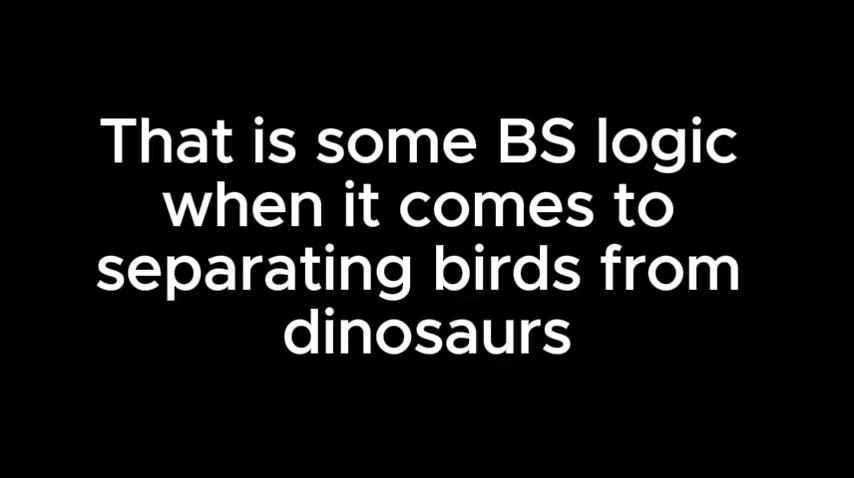 That is some BS logic
when it comes to
separating birds from
dinosaurs